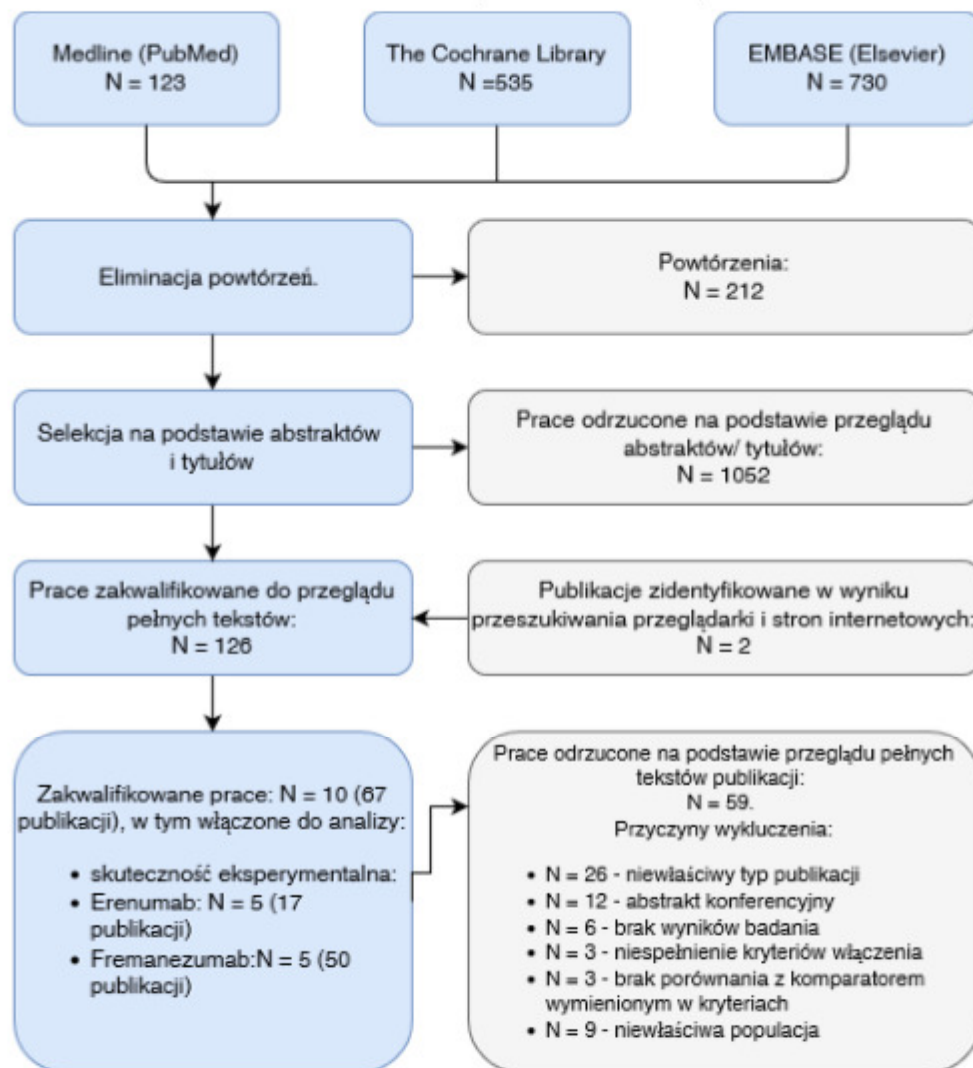 Medline (PubMed)
N = 123
The Cochrane Library
N =535
EMBASE (Elsevier)
N = 730
Eliminacja powtórzeń.
Powtórzenia:
N = 212
Selekcja na podstawie abstraktów
i tytułów
Prace odrzucone na podstawie przeglądu
abstraktów/ tytułów:
N = 1052
Prace zakwalifikowane do przeglądu
pełnych tekstów:
N = 126
Publikacje zidentyfikowane w wyniku
przeszukiwania przeglądarki i stron internetowych:
N = 2
Zakwalifikowane prace: N = 10 (67
publikacji), w tym włączone do analizy:
• skuteczność eksperymentalna:
• Erenumab: N = 5 (17
publikacji)
• Fremanezumab:N = 5 (50
publikacji)
Prace odrzucone na podstawie przeglądu pełnych
tekstów publikacji:
N = 59.
Przyczyny wykluczenia:
• N = 26 - niewłaściwy typ publikacji
• N = 12 - abstrakt konferencyjny
• N = 6 - brak wyników badania
• N = 3 - niespełnienie kryteriów włączenia
• N = 3 - brak porównania z komparatorem
wymienionym w kryteriach
• N = 9 - niewłaściwa populacja